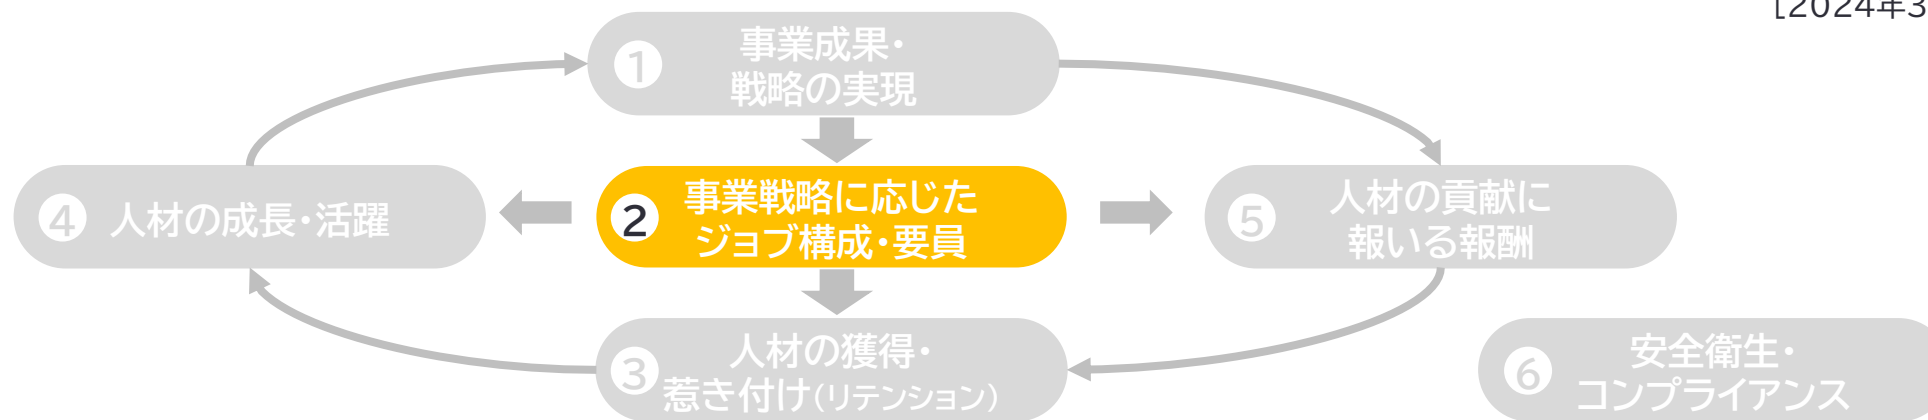 [2024年3
1
事業成果・
戦略の実現
4
人材の成長・活躍
2
事業戦略に応じた
ジョブ構成・要員
5
人材の貢献に
報いる報酬
3
人材の獲得・
惹き付け(リテンション)
6
安全衛生・
コンプライアンス